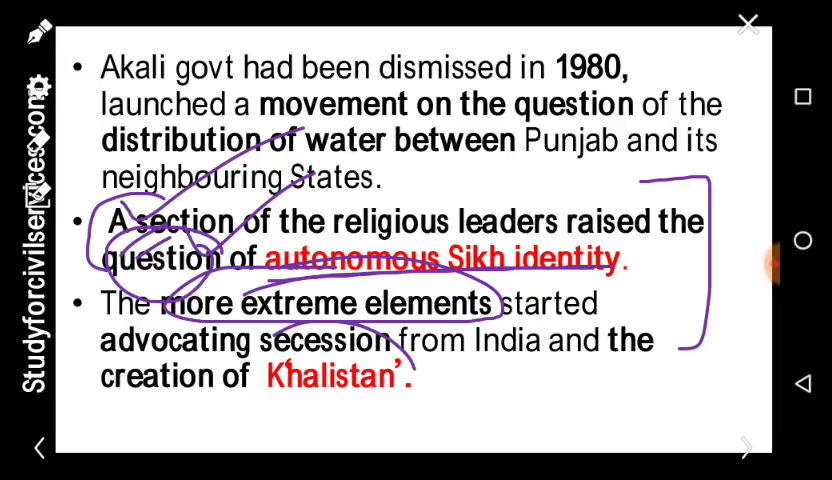 • Akali govt had been dismissed in 1980,
launched a movement on the question of the
distribution of water between Punjab and its
neighbouring States.
• A section of the religious leaders raised the
question of autonomous Sikh identity.
• The more extreme elements started
advocating secession from India and the
creation of 'Khalistan'.
Studyforcivilservices.com